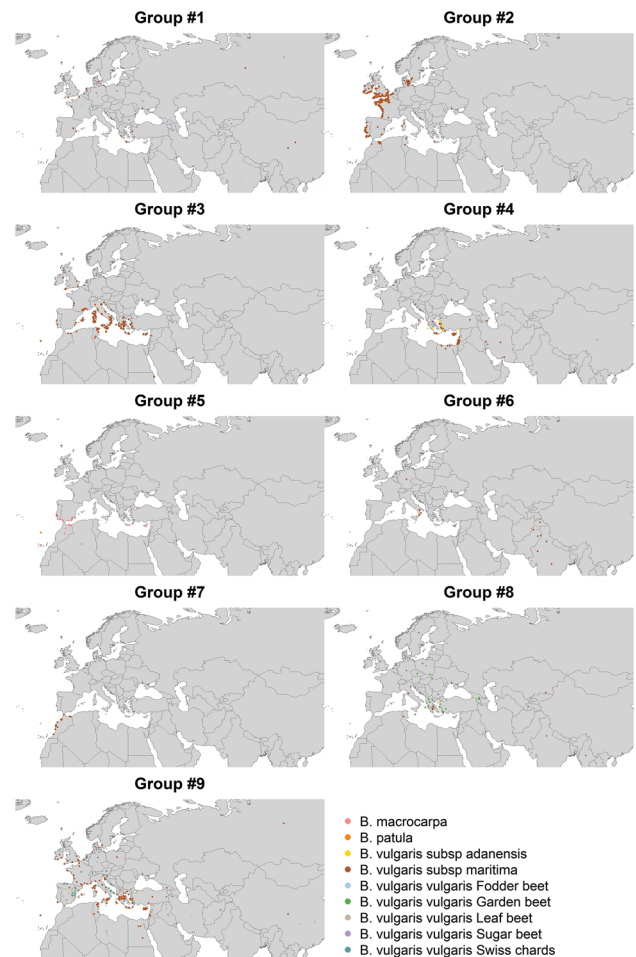 Group #1
Group #2
Group #3
Group #4
Group #5
Group #6
Group #7
Group #8
Group #9
B. macrocarpa
B. patula
B. vulgaris subsp adanensis
B. vulgaris subsp maritima
B. vulgaris vulgaris Fodder beet
B. vulgaris vulgaris Garden beet
B. vulgaris vulgaris Leaf beet
B. vulgaris vulgaris Sugar beet
B. vulgaris vulgaris Swiss chards